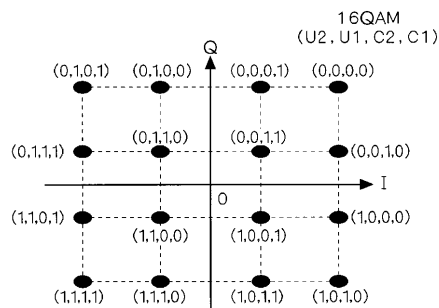 16QAM
(U2, U1, C2, C1)
Q
(0,1,0,1) (0,1,0,0) (0,0,0,1) (0,0,0,0)
(0,1,1,0) (0,0,1,1)
(0,1,1,1) (0,0,1,0)
I
0
(1,1,0,1) (1,0,0,0)
(1,1,0,0) (1,0,0,1)
(1,1,1,1) (1,1,1,0) (1,0,1,1) (1,0,1,0)